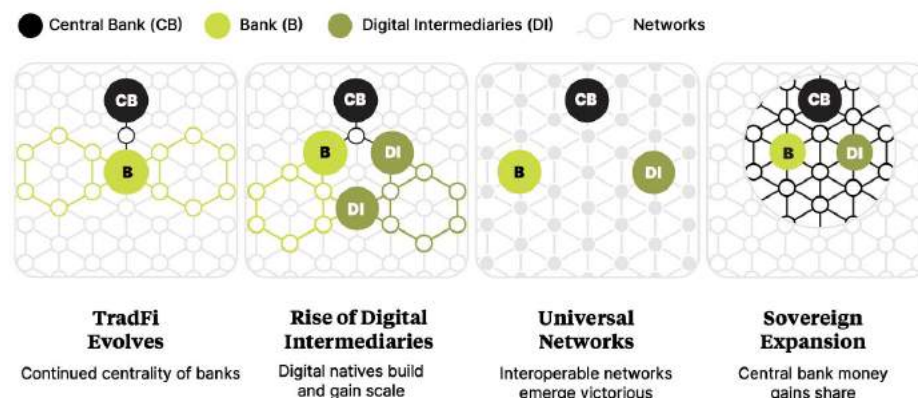 Central Bank (CB) Bank (B) Digital Intermediaries (DI) Networks
CB
B
CB
B DI
DI
CB
B DI
CB
B DI
TradFi
Evolves
Continued centrality of banks
Rise of Digital
Intermediaries
Digital natives build
and gain scale
Universal
Networks
Interoperable networks
emerge victorious
Sovereign
Expansion
Central bank money
gains share